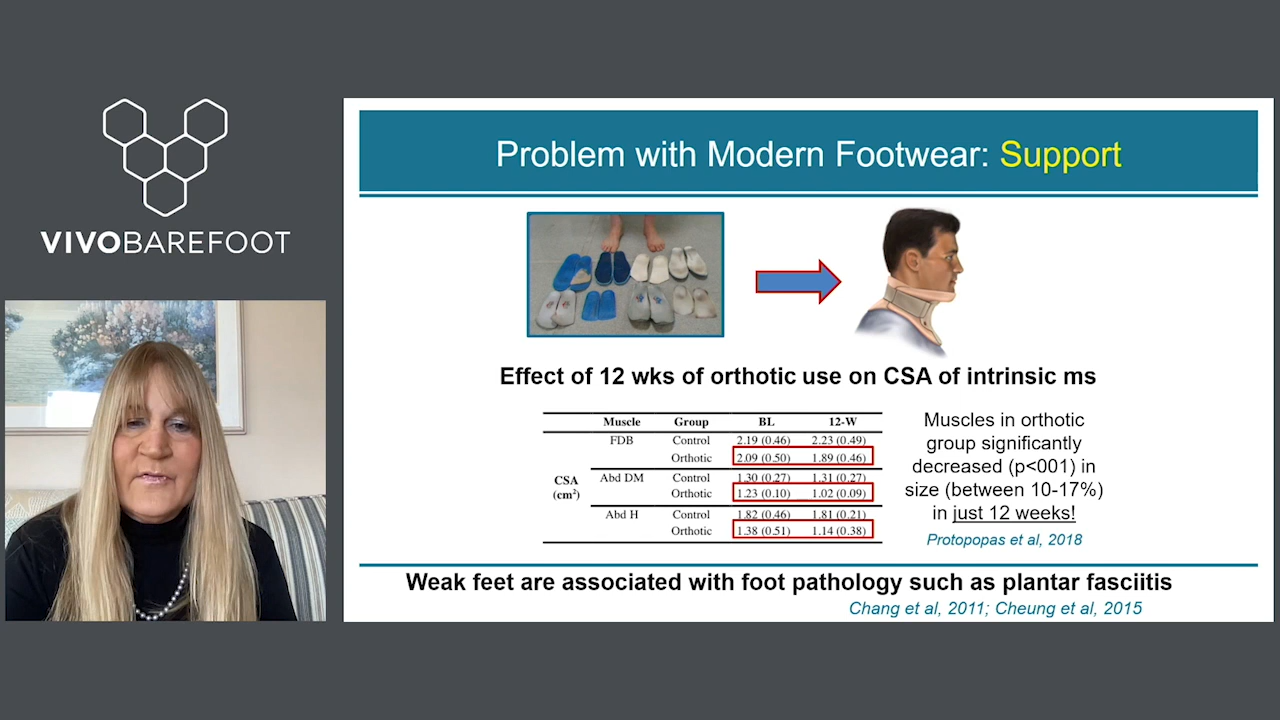 VIVOBAREFOOT
Problem with Modern Footwear: Support
Effect of 12 wks of orthotic use on CSA of intrinsic ms
Muscle Group BL 12-W
FDB Control 2.19 (0.46) 2.23 (0.49)
Orthotic 2.09 (0.50) 1.89 (0.46)
CSA (cm²)
Abd DM Control 1.30 (0.27) 1.31 (0.27)
Orthotic 1.23 (0.10) 1.02 (0.09)
Abd H Control 1.82 (0.46) 1.81 (0.21)
Orthotic 1.38 (0.51) 1.14 (0.38)
Muscles in orthotic
group significantly
decreased (p<001) in
size (between 10-17%)
in just 12 weeks!
Protopopas et al, 2018
Weak feet are associated with foot pathology such as plantar fasciitis
Chang et al, 2011; Cheung et al, 2015